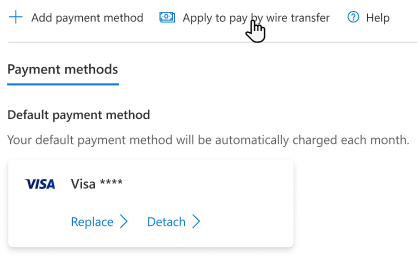 Add payment method Apply to pay by wire transfer Help
Payment methods
Default payment method
Your default payment method will be automatically charged each month.
VISA Visa ****
Replace Detach